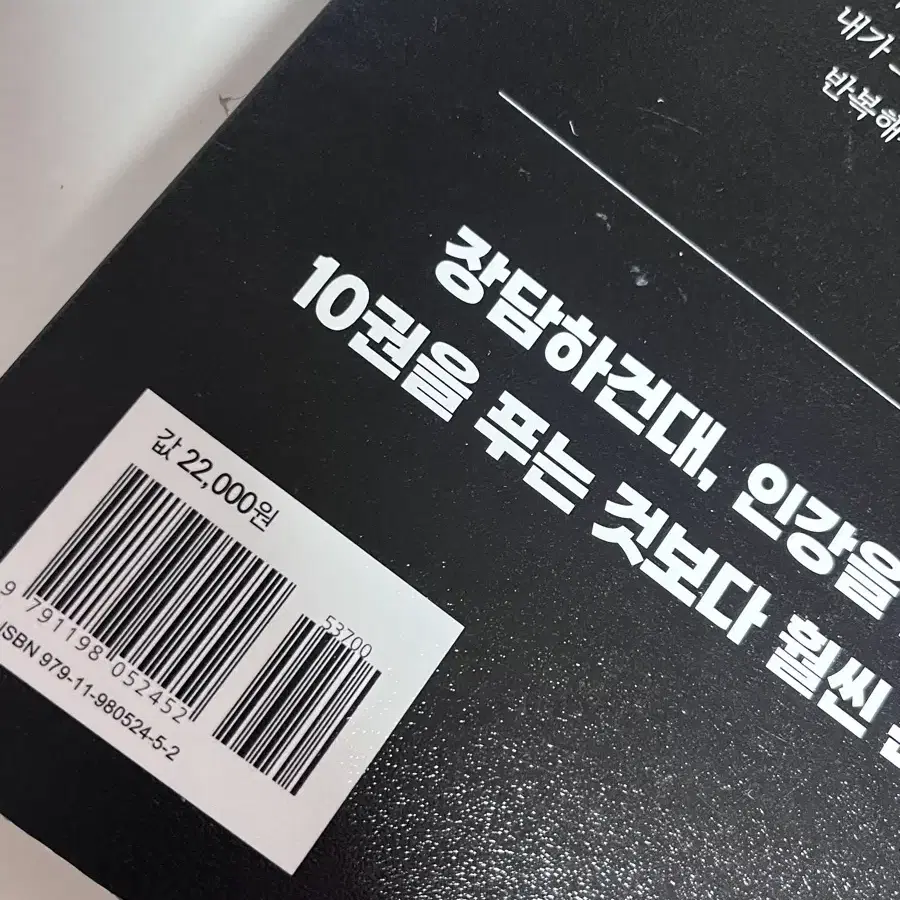 내가
반복해
장담하건대, 인강을
10권을 푸는 것보다 훨씬
값 22,000원
53700
9 791198 052452
ISBN 979-11-980524-5-2